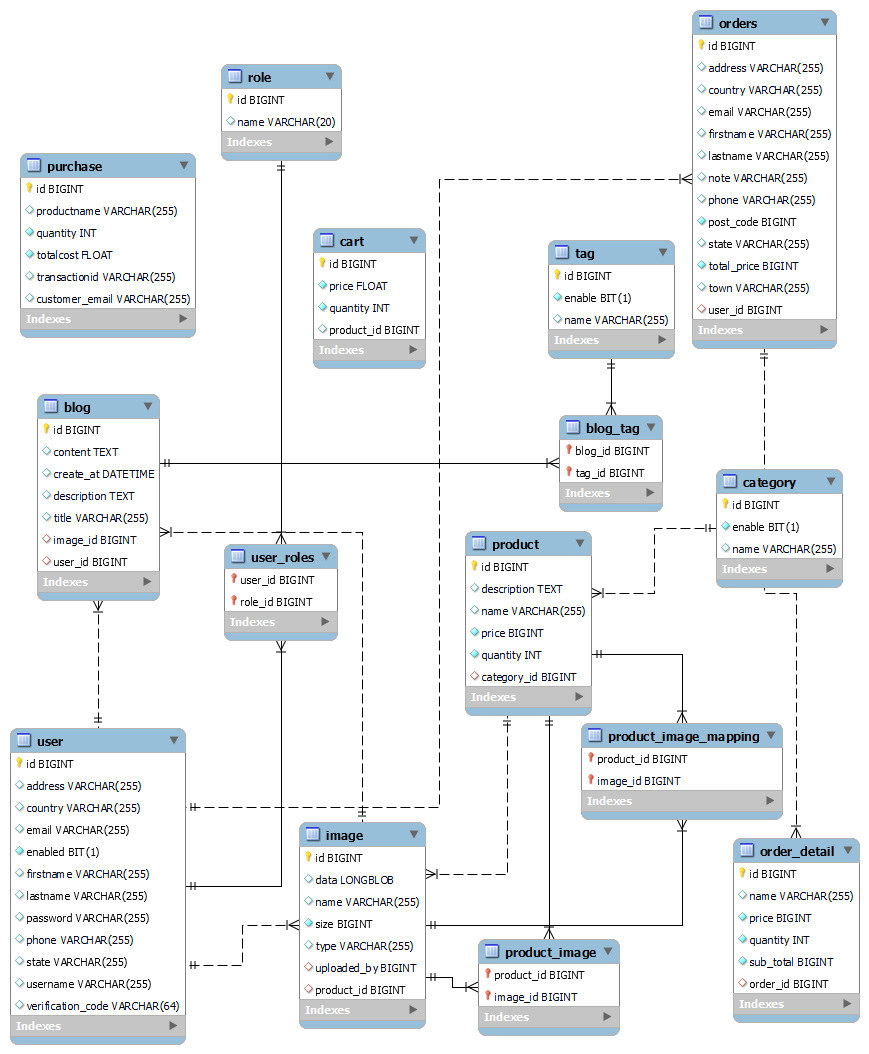 orders
id BIGINT
address VARCHAR(255)
country VARCHAR(255)
email VARCHAR(255)
firstname VARCHAR(255)
lastname VARCHAR(255)
note VARCHAR(255)
phone VARCHAR(255)
post_code BIGINT
state VARCHAR(255)
total_price BIGINT
town VARCHAR(255)
user_id BIGINT
Indexes
role
id BIGINT
name VARCHAR(20)
Indexes
purchase
id BIGINT
productname VARCHAR(255)
quantity INT
totalcost FLOAT
transactionid VARCHAR(255)
customer_email VARCHAR(255)
Indexes
cart
id BIGINT
price FLOAT
quantity INT
product_id BIGINT
Indexes
tag
id BIGINT
enable BIT(1)
name VARCHAR(255)
Indexes
blog
id BIGINT
content TEXT
create_at DATETIME
description TEXT
title VARCHAR(255)
image_id BIGINT
user_id BIGINT
Indexes
blog_tag
blog_id BIGINT
tag_id BIGINT
Indexes
category
id BIGINT
enable BIT(1)
name VARCHAR(255)
Indexes
user_roles
user_id BIGINT
role_id BIGINT
Indexes
product
id BIGINT
description TEXT
name VARCHAR(255)
price BIGINT
quantity INT
category_id BIGINT
Indexes
product_image_mapping
product_id BIGINT
image_id BIGINT
Indexes
user
id BIGINT
address VARCHAR(255)
country VARCHAR(255)
email VARCHAR(255)
enabled BIT(1)
firstname VARCHAR(255)
lastname VARCHAR(255)
password VARCHAR(255)
phone VARCHAR(255)
state VARCHAR(255)
username VARCHAR(255)
verification_code VARCHAR(64)
Indexes
image
id BIGINT
data LONGBLOB
name VARCHAR(255)
size BIGINT
type VARCHAR(255)
uploaded_by BIGINT
product_id BIGINT
Indexes
product_image
product_id BIGINT
image_id BIGINT
Indexes
order_detail
id BIGINT
name VARCHAR(255)
price BIGINT
quantity INT
sub_total BIGINT
order_id BIGINT
Indexes